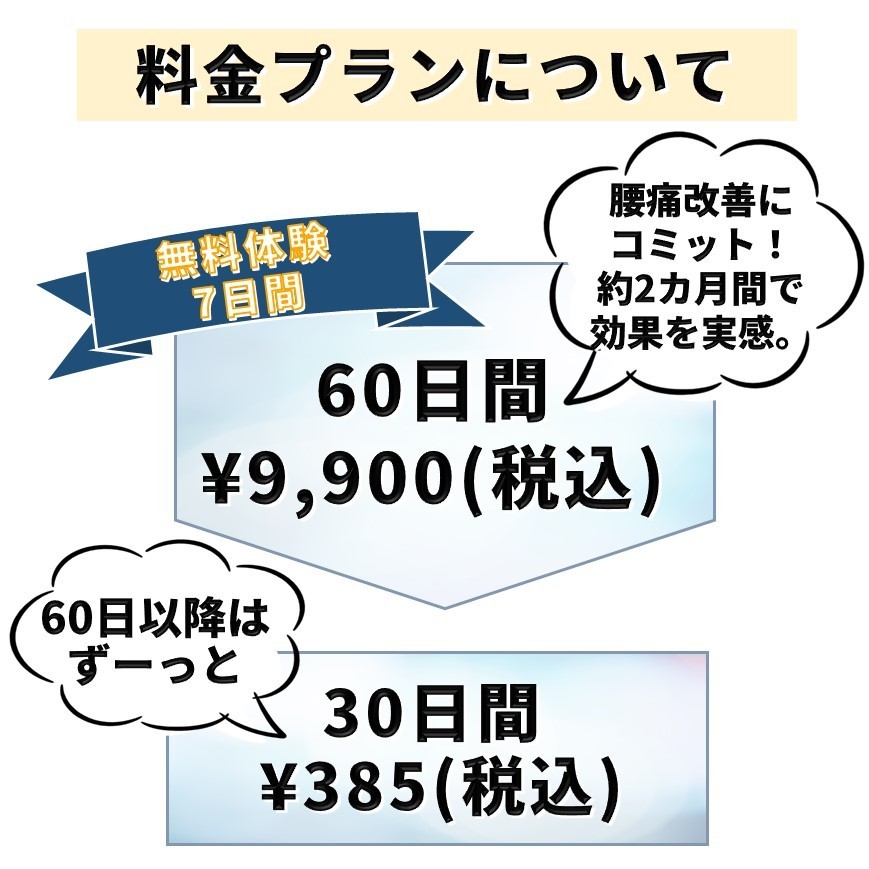 料金プランについて
無料体験
7日間
腰痛改善に
コミット！
約2カ月間で
効果を実感。
60日間
¥9,900(税込)
60日以降は
ずーっと
30日間
¥385(税込)